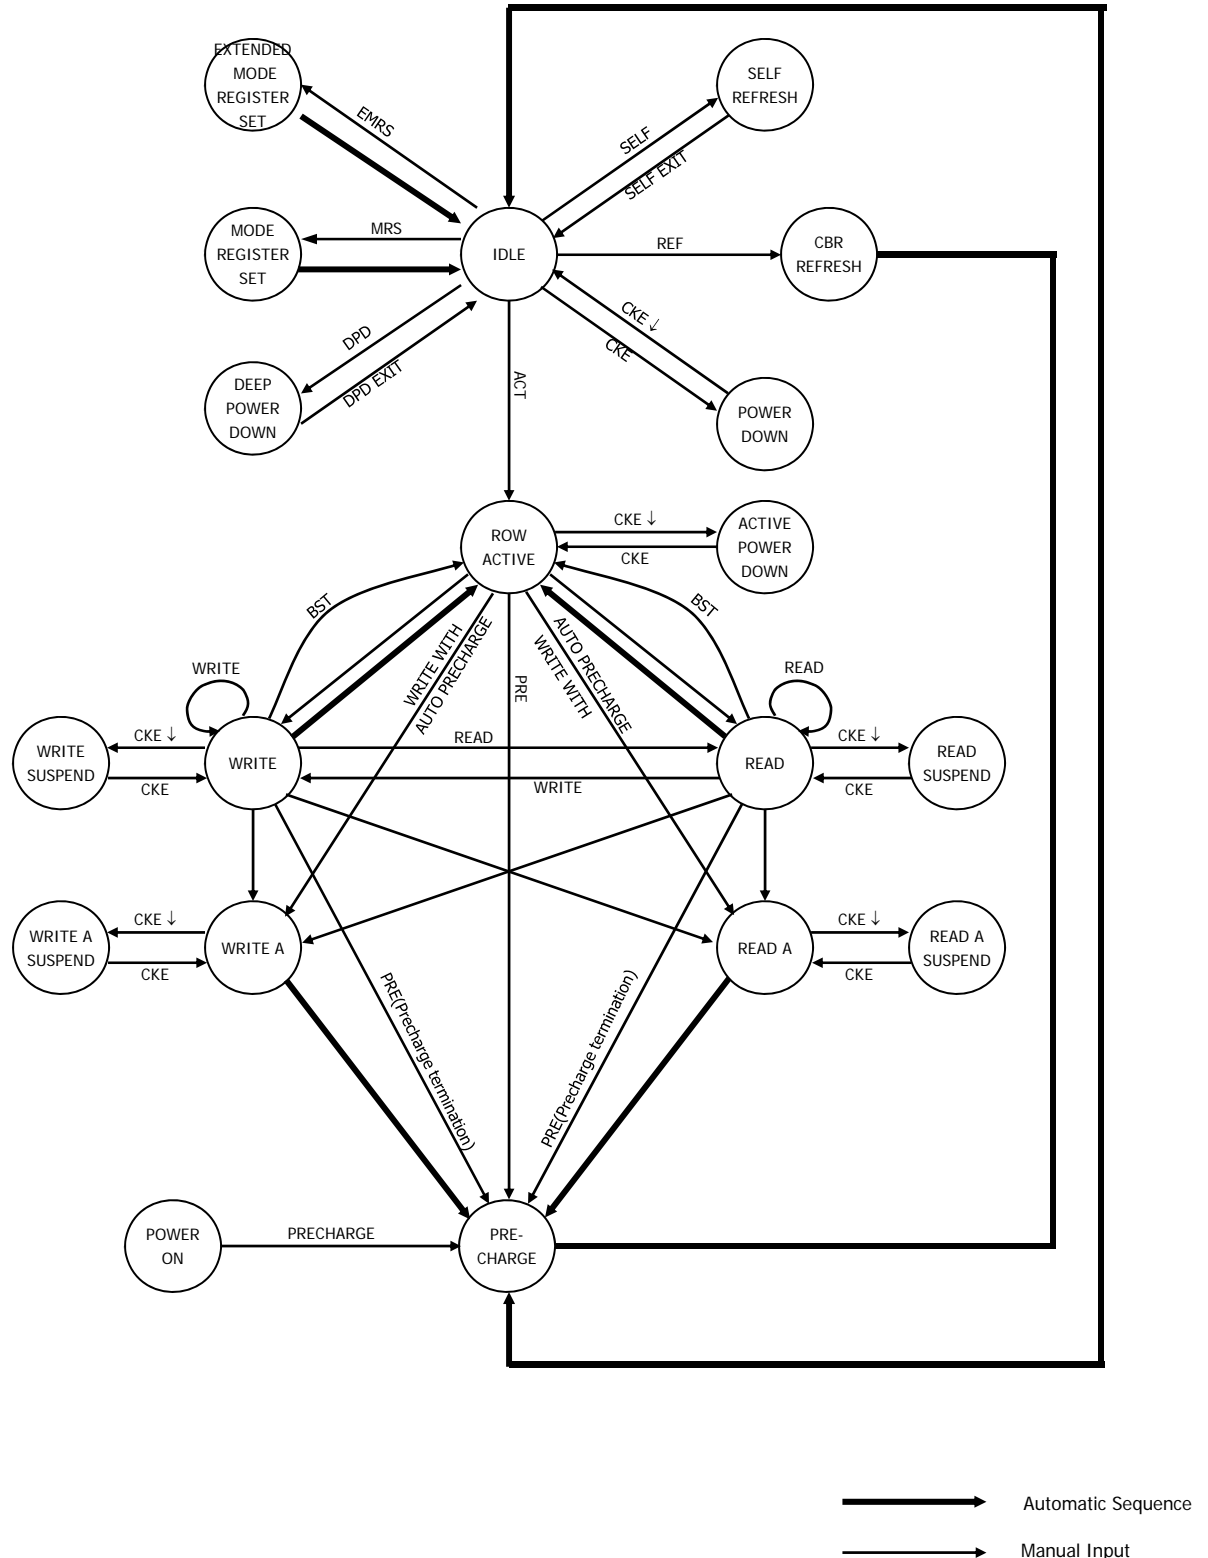 EXTENDED
MODE
REGISTER
SET
EMRS
SELF
REFRESH
SELF
SELF EXIT
MODE
REGISTER
SET
MRS
IDLE
REF
CBR
REFRESH
DPD
DPD EXIT
CKE ↓
CKE
DEEP
POWER
DOWN
ACT
POWER
DOWN
ROW
ACTIVE
CKE ↓
CKE
ACTIVE
POWER
DOWN
BST
BST
WRITE WITH
AUTO PRECHARGE
PRE
AUTO PRECHARGE
WRITE WITH
WRITE
READ
WRITE
SUSPEND
CKE ↓
CKE
WRITE
READ
WRITE
READ
CKE ↓
CKE
READ
SUSPEND
WRITE A
SUSPEND
CKE ↓
CKE
WRITE A
READ A
CKE ↓
CKE
READ A
SUSPEND
PRE(Precharge termination)
PRE(Precharge termination)
POWER
ON
PRECHARGE
PRE-
CHARGE
Automatic Sequence
Manual Input